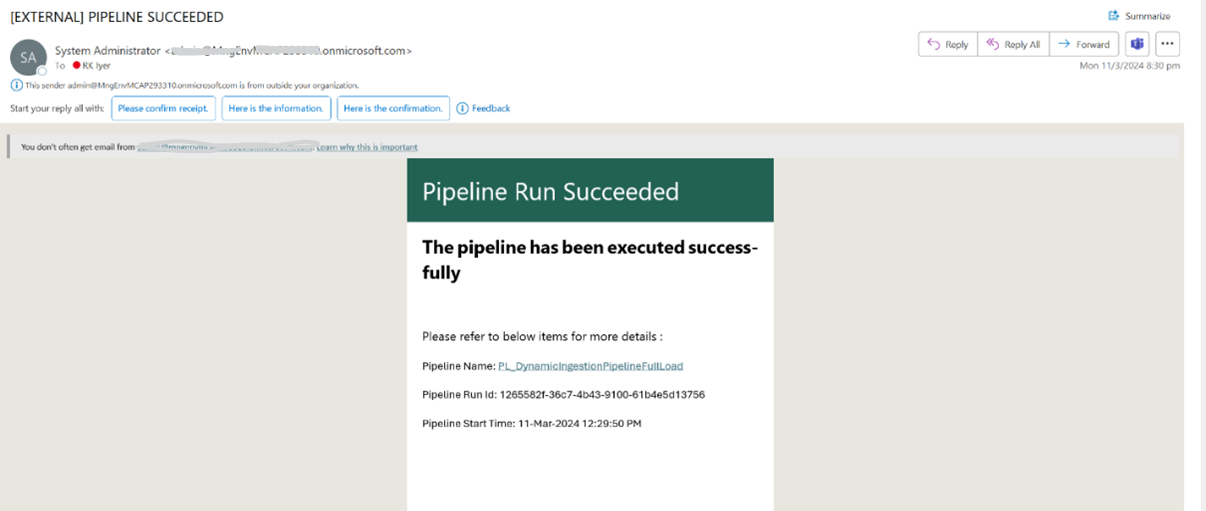 [EXTERNAL] PIPELINE SUCCEEDED
Summarize
SA
System Administrator < .onmicrosoft.com>
To RK Iyer
Reply
Reply All
Forward
Mon 11/3/2024 8:30 pm
This sender admin@MngEnvMCAP293310.onmicrosoft.com is from outside your organization.
Start your reply all with: Please confirm receipt. Here is the information. Here is the confirmation. Feedback
You don't often get email from Learn why this is important
Pipeline Run Succeeded
The pipeline has been executed success-
fully
Please refer to below items for more details :
Pipeline Name: PL_DynamicIngestionPipelineFullLoad
Pipeline Run Id: 1265582f-36c7-4b43-9100-61b4e5d13756
Pipeline Start Time: 11-Mar-2024 12:29:50 PM